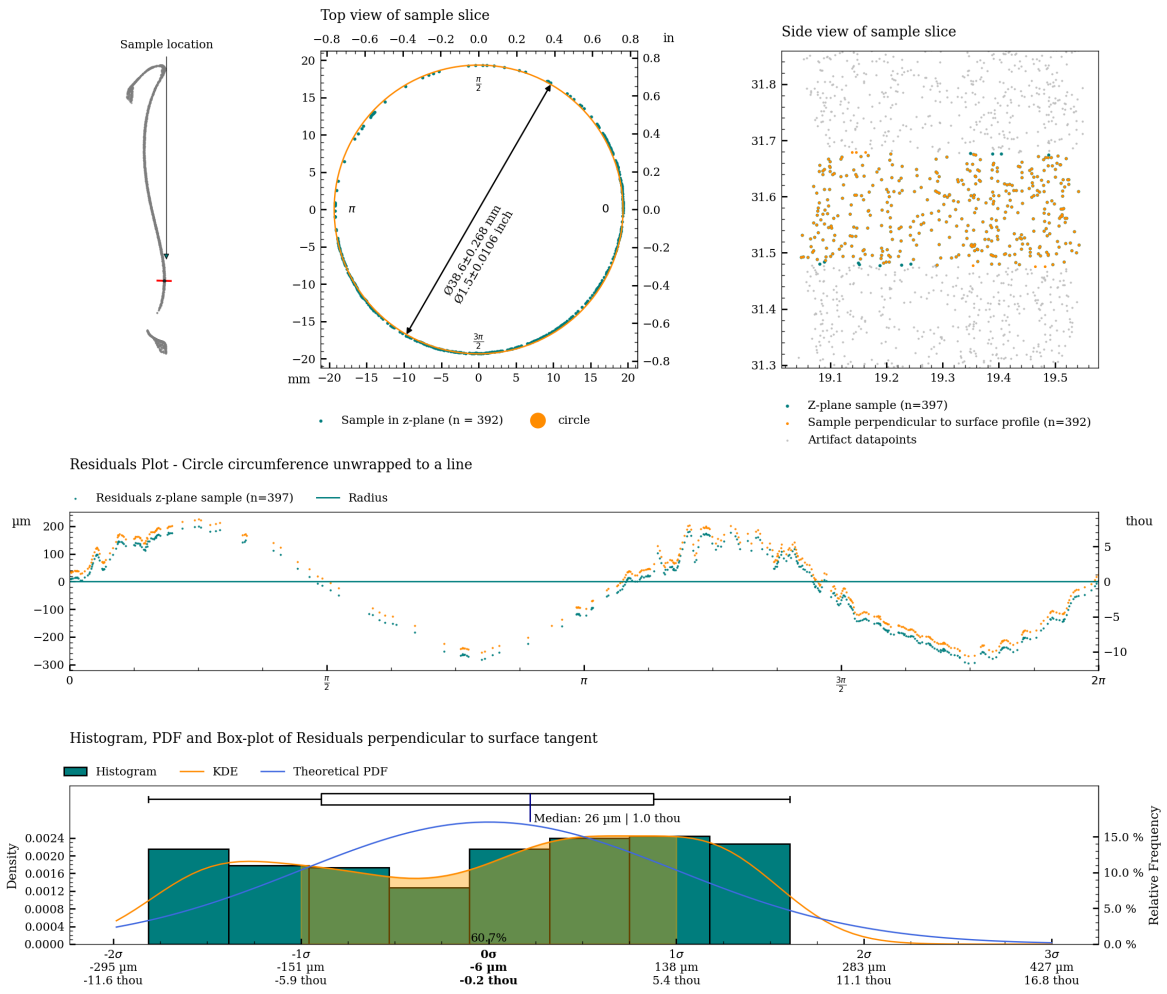 Top view of sample slice
Sample location
−0.8 −0.6 −0.4 −0.2 0.0 0.2 0.4 0.6 0.8 in
Side view of sample slice
20
15
10
5
0
−5
−10
−15
−20
π/2
π
0
3π/2
Ø38.6±0.268 mm
Ø1.5±0.0106 inch
0.8
0.6
0.4
0.2
0.0
−0.2
−0.4
−0.6
−0.8
mm −20 −15 −10 −5 0 5 10 15 20
31.8
31.7
31.6
31.5
31.4
31.3
19.1 19.2 19.3 19.4 19.5
Sample in z-plane (n = 392) circle
Z-plane sample (n=397)
Sample perpendicular to surface profile (n=392)
Artifact datapoints
Residuals Plot - Circle circumference unwrapped to a line
Residuals z-plane sample (n=397) Radius
µm
200
100
0
−100
−200
−300
thou
5
0
−5
−10
0 π/2 π 3π/2 2π
Histogram, PDF and Box-plot of Residuals perpendicular to surface tangent
Histogram KDE Theoretical PDF
Median: 26 µm | 1.0 thou
Density
0.0024
0.0020
0.0016
0.0012
0.0008
0.0004
0.0000
60.7%
15.0 %
10.0 %
5.0 %
0.0 %
Relative Frequency
-2σ -1σ 0σ 1σ 2σ 3σ
-295 µm -151 µm -6 µm 138 µm 283 µm 427 µm
-11.6 thou -5.9 thou -0.2 thou 5.4 thou 11.1 thou 16.8 thou